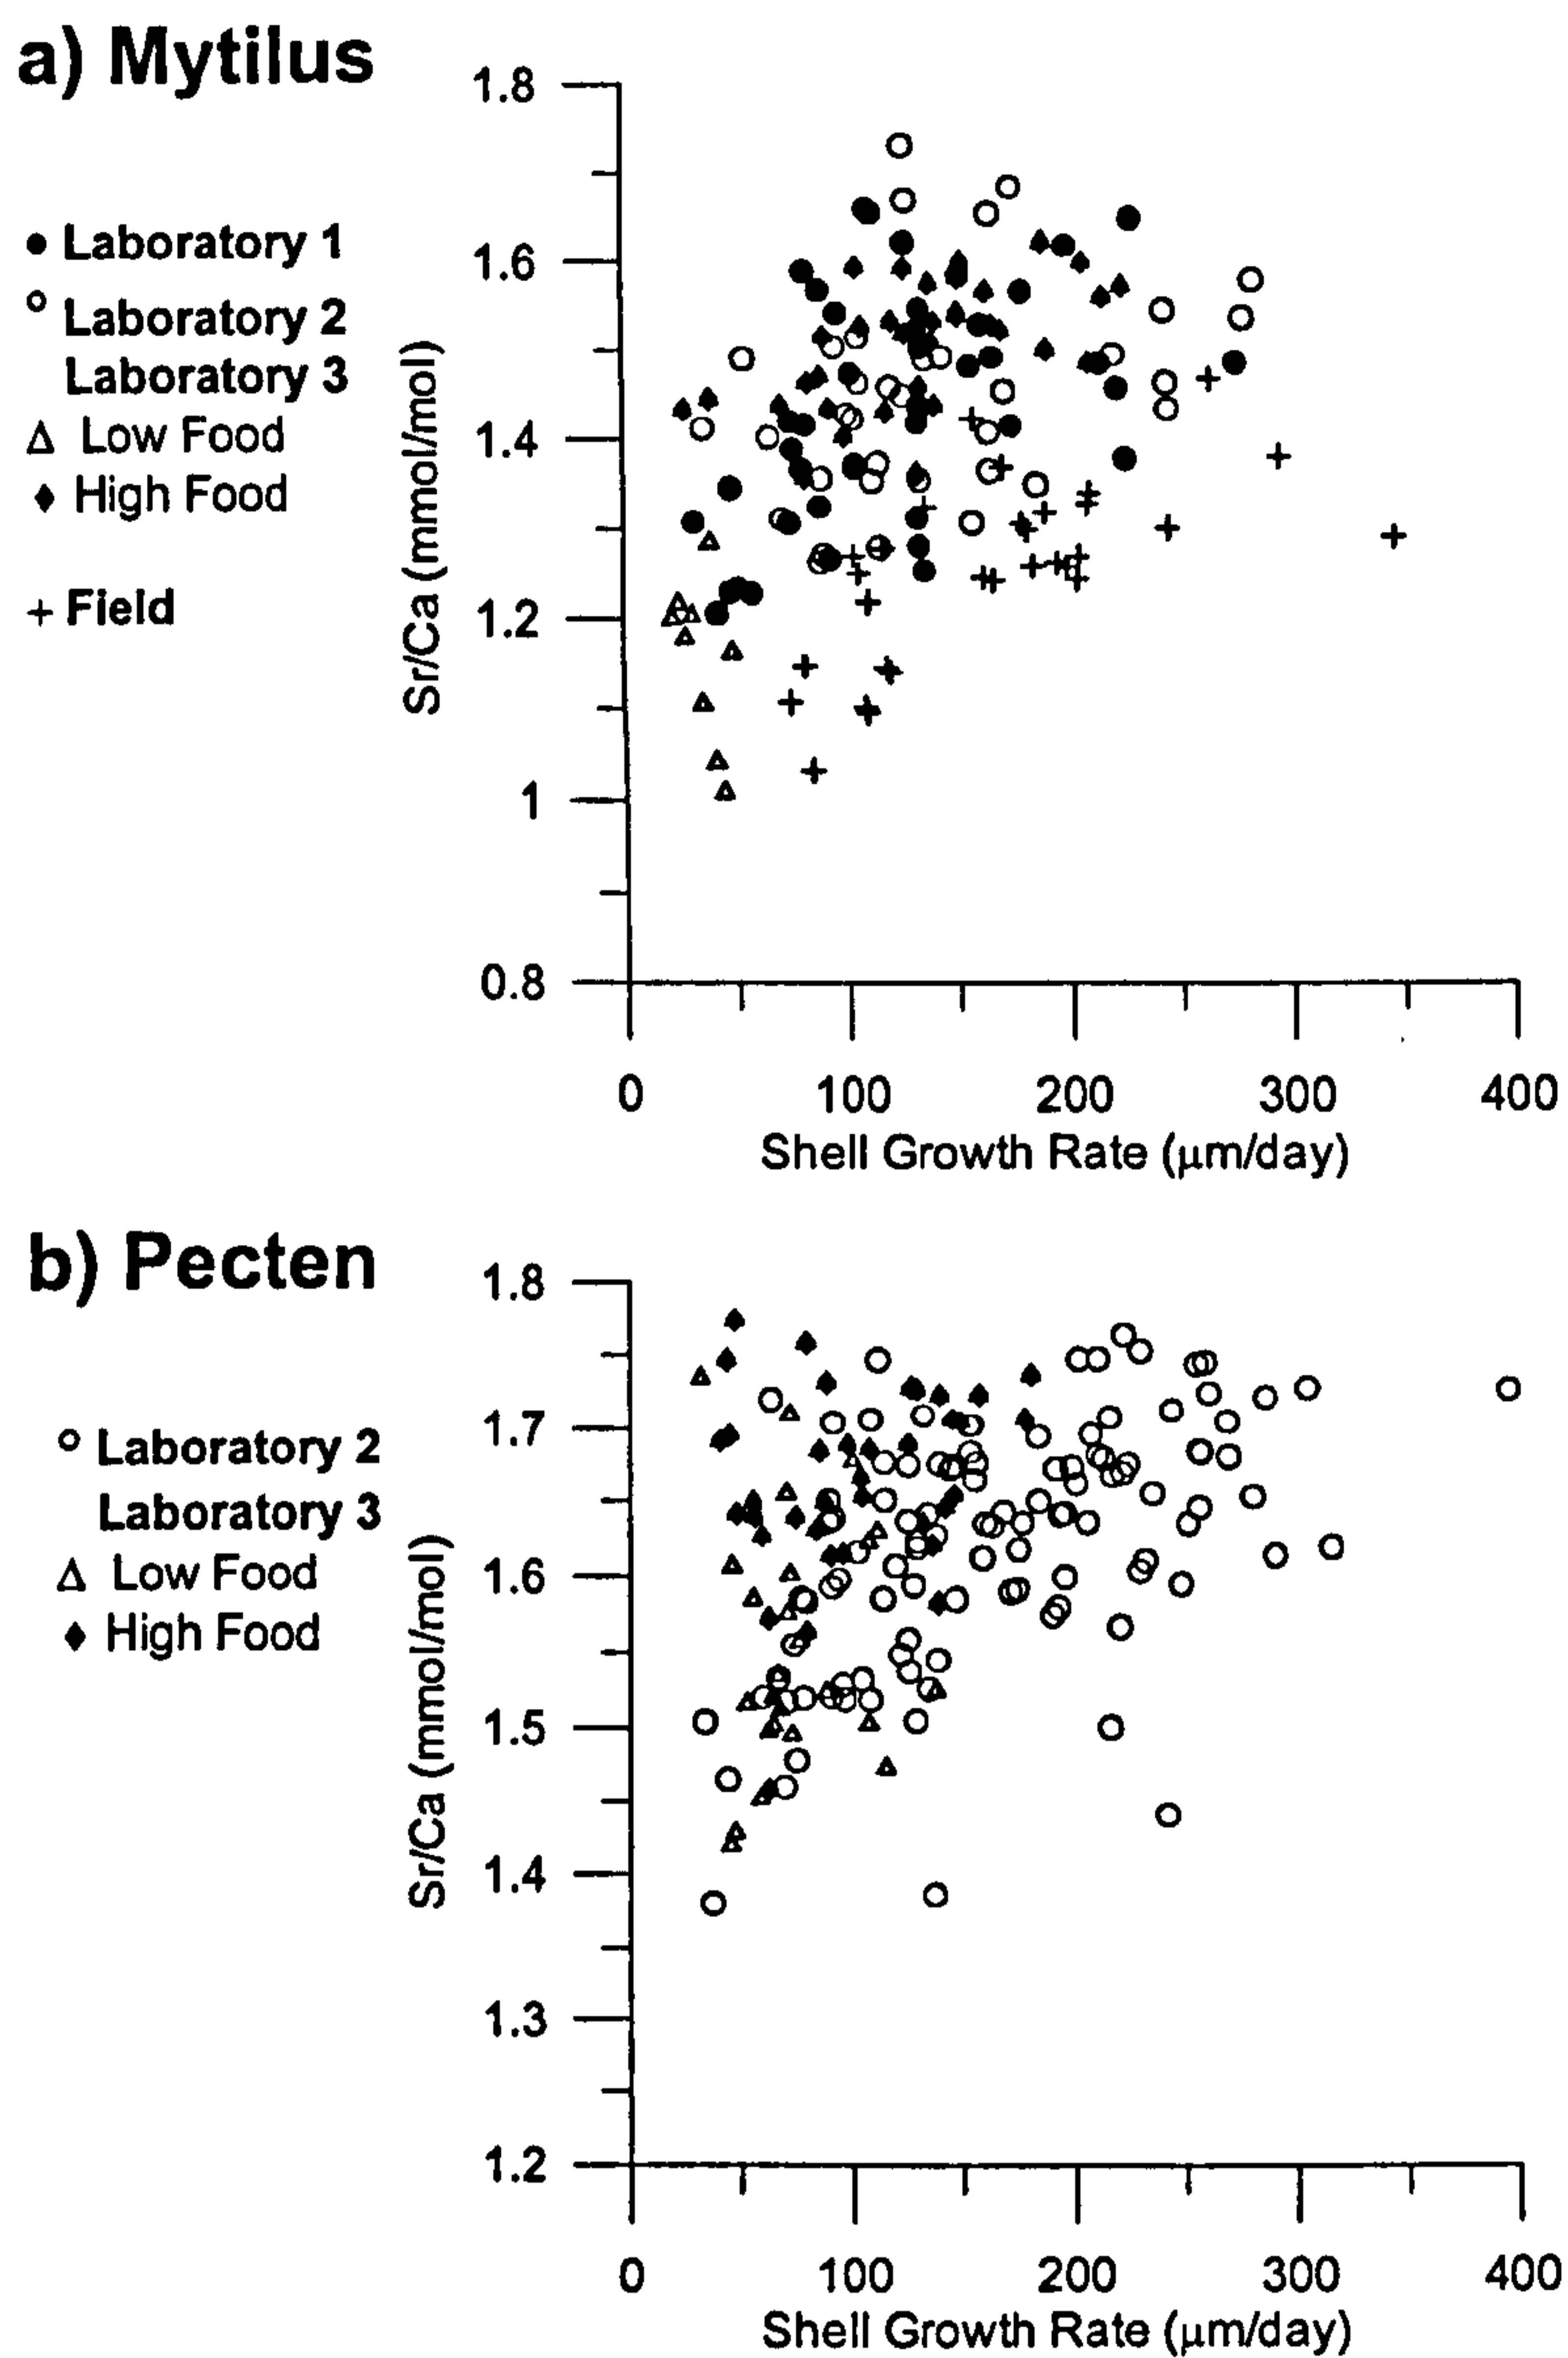 a) Mytilus
● Laboratory 1
○ Laboratory 2
Laboratory 3
△ Low Food
♦ High Food
+ Field
Sr/Ca (mmol/mol)
1.8
1.6
1.4
1.2
1
0.8
0 100 200 300 400
Shell Growth Rate (μm/day)
b) Pecten
○ Laboratory 2
Laboratory 3
△ Low Food
♦ High Food
Sr/Ca (mmol/mol)
1.8
1.7
1.6
1.5
1.4
1.3
1.2
0 100 200 300 400
Shell Growth Rate (μm/day)